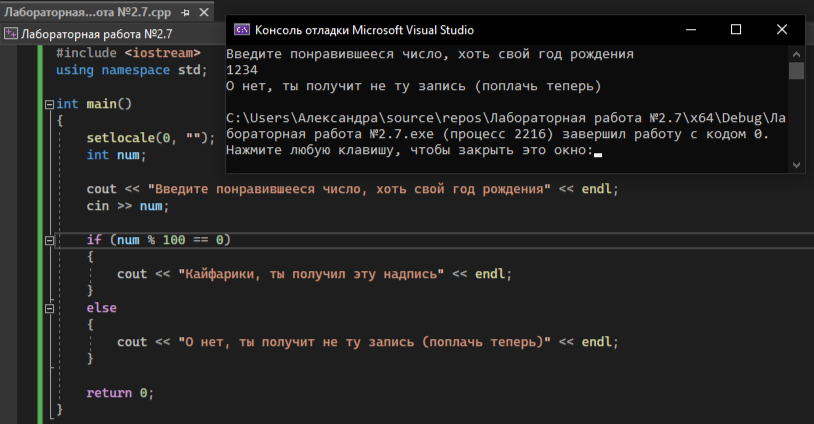 Лабораторная...ота №2.7.cpp
Лабораторная работа №2.7
#include <iostream>
using namespace std;
int main()
{
setlocale(0, "");
int num;
cout << "Введите понравившееся число, хоть свой год рождения" << endl;
cin >> num;
if (num % 100 == 0)
{
cout << "Кайфарики, ты получил эту надпись" << endl;
}
else
{
cout << "О нет, ты получит не ту запись (поплачь теперь)" << endl;
}
return 0;
}
Консоль отладки Microsoft Visual Studio
Введите понравившееся число, хоть свой год рождения
1234
О нет, ты получит не ту запись (поплачь теперь)
C:\Users\Александра\source\repos\Лабораторная работа №2.7\x64\Debug\Ла
бораторная работа №2.7.exe (процесс 2216) завершил работу с кодом 0.
Нажмите любую клавишу, чтобы закрыть это окно: